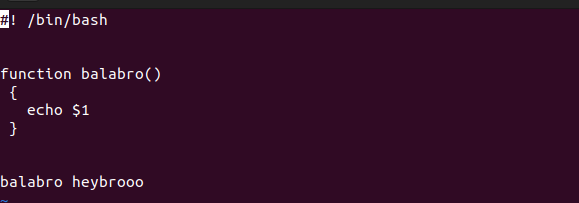 #! /bin/bash
function balabro()
{
echo $1
}
balabro heybrooo
~